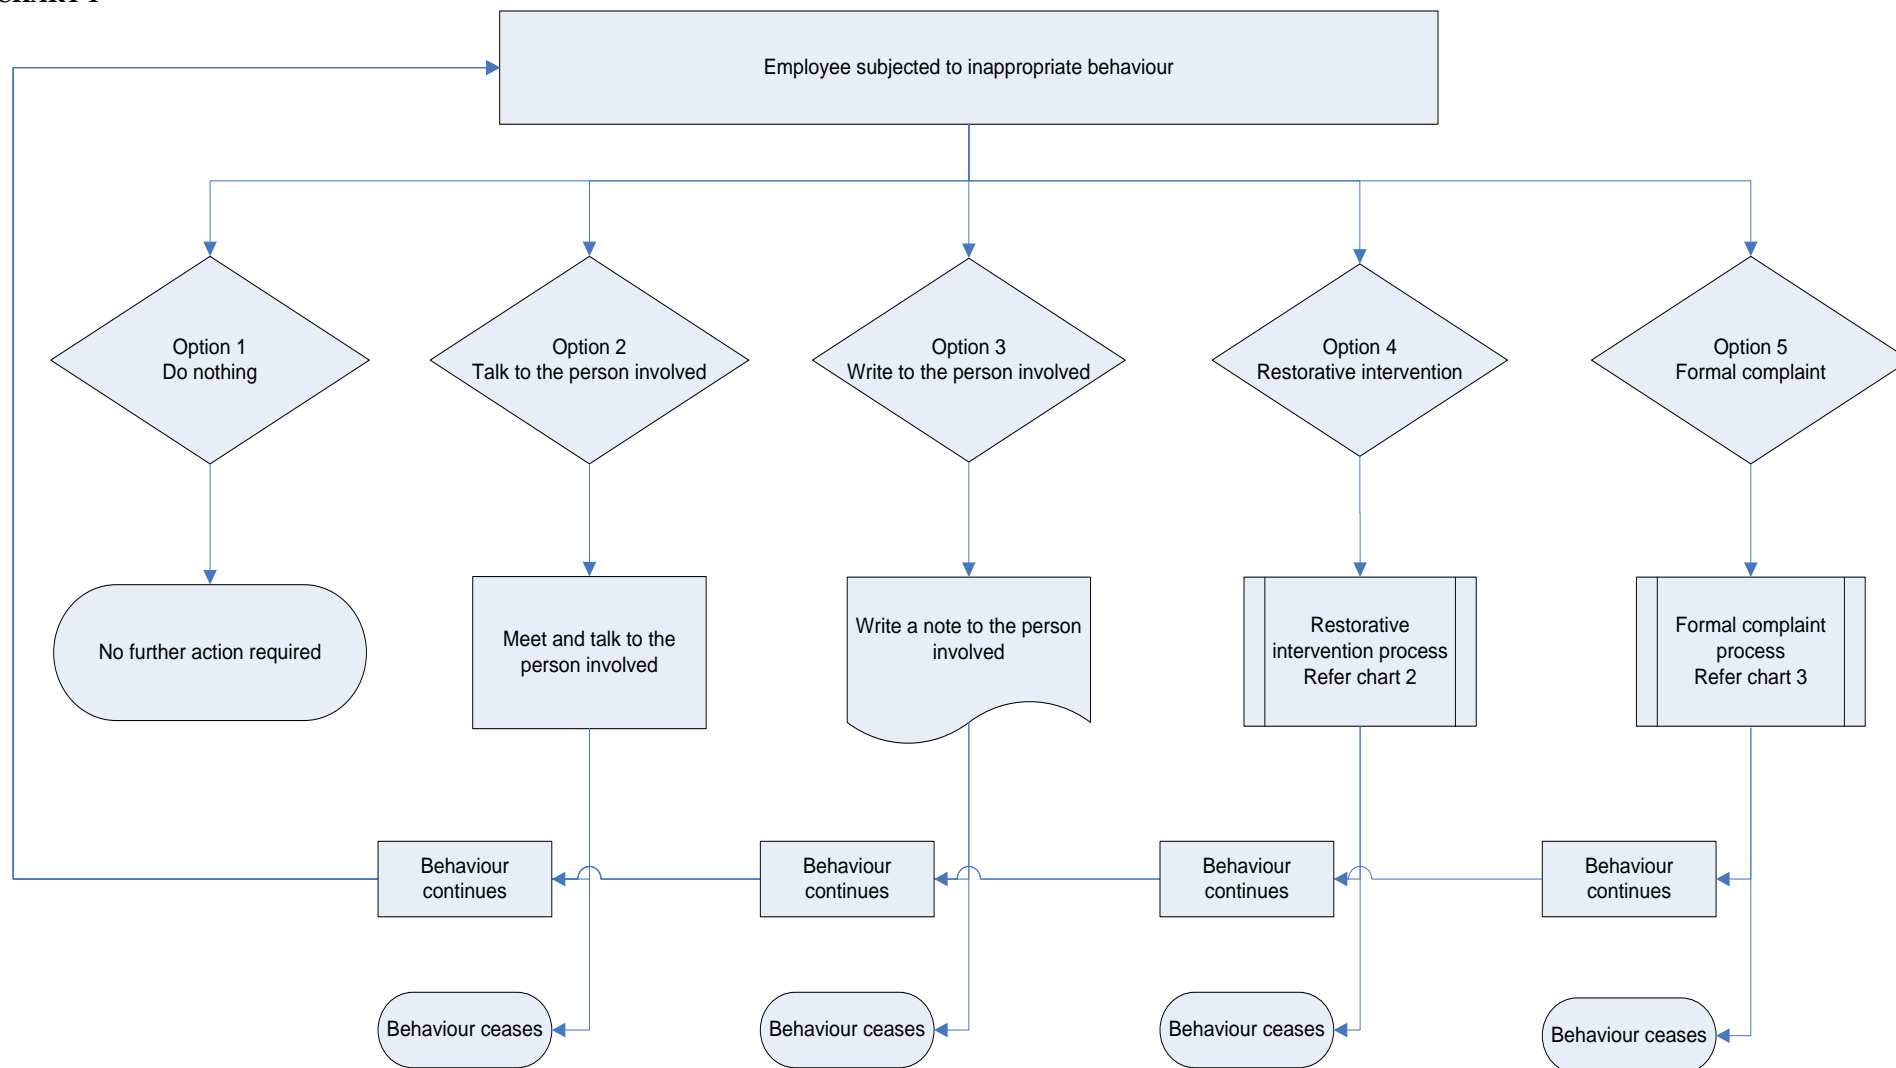 CHART 1
Employee subjected to inappropriate behaviour
Option 1
Do nothing
Option 2
Talk to the person involved
Option 3
Write to the person involved
Option 4
Restorative intervention
Option 5
Formal complaint
No further action required
Meet and talk to the
person involved
Write a note to the person
involved
Restorative
intervention process
Refer chart 2
Formal complaint
process
Refer chart 3
Behaviour
continues
Behaviour
continues
Behaviour
continues
Behaviour
continues
Behaviour ceases
Behaviour ceases
Behaviour ceases
Behaviour ceases